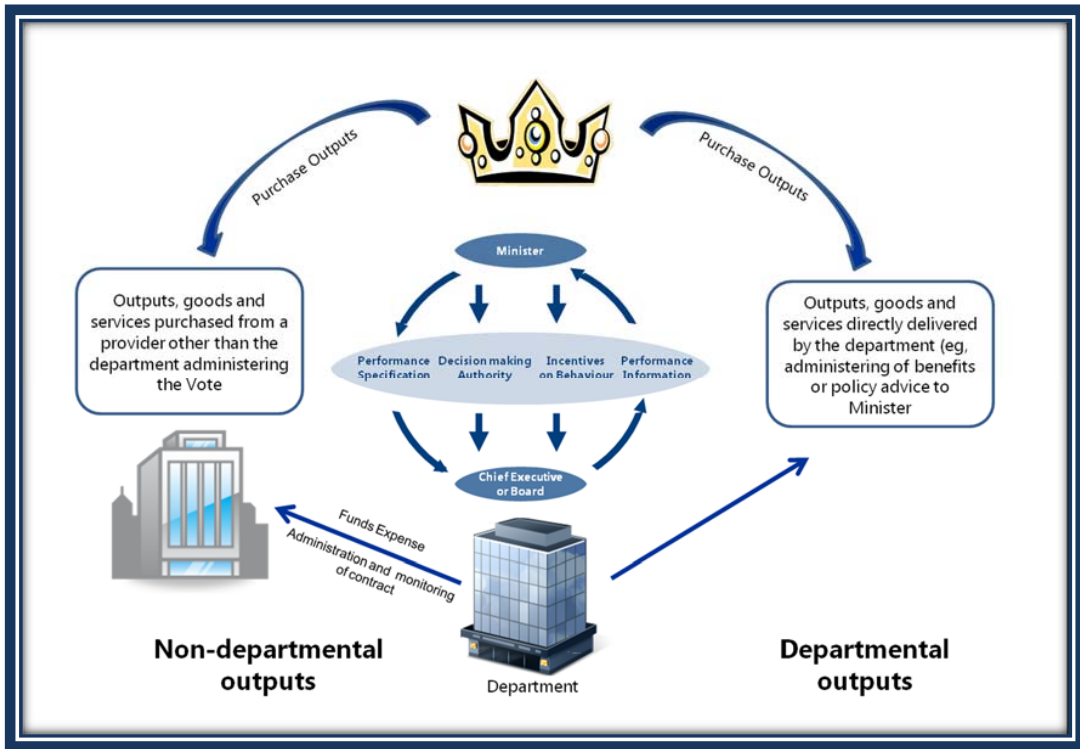 Purchase Outputs
Purchase Outputs
Minister
Outputs, goods and
services purchased from a
provider other than the
department administering
the Vote
Performance
Specification
Decision making
Authority
Incentives
on Behaviour
Performance
Information
Outputs, goods and
services directly delivered
by the department (eg,
administering of benefits
or policy advice to
Minister
Chief Executive
or Board
Funds Expense
Administration and monitoring
of contract
Non-departmental
outputs
Department
Departmental
outputs